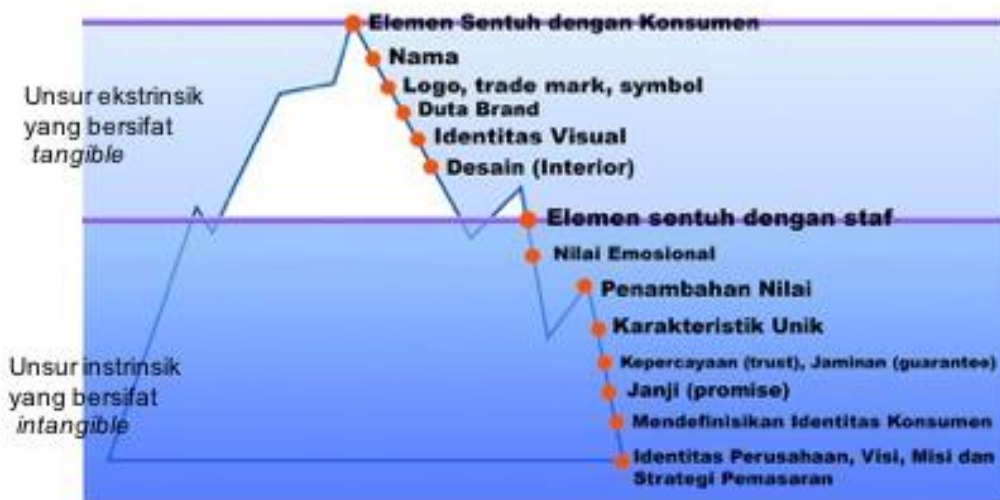 Elemen Sentuh dengan Konsumen
Nama
Logo, trade mark, symbol
Duta Brand
Identitas Visual
Desain (Interior)
Unsur ekstrinsik
yang bersifat
tangible
Elemen sentuh dengan staf
Nilai Emosional
Penambahan Nilai
Karakteristik Unik
Kepercayaan (trust), Jaminan (guarantee)
Janji (promise)
Mendefinisikan Identitas Konsumen
Identitas Perusahaan, Visi, Misi dan
Strategi Pemasaran
Unsur instrinsik
yang bersifat
intangible